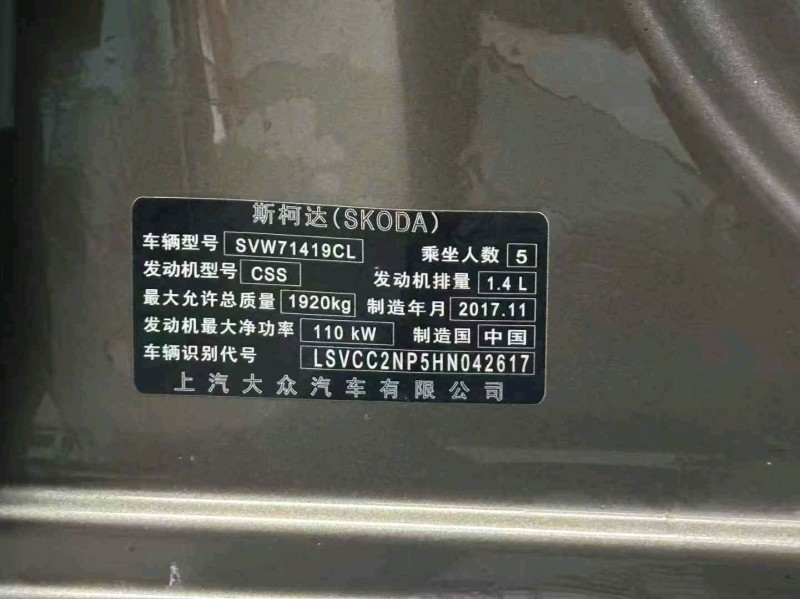 斯柯达(SKODA)
车辆型号 SVW71419CL 乘坐人数 5
发动机型号 CSS 发动机排量 1.4 L
最大允许总质量 1920kg 制造年月 2017.11
发动机最大净功率 110 kW 制造国 中国
车辆识别代号 LSVCC2NP5HN042617
上汽大众汽车有限公司